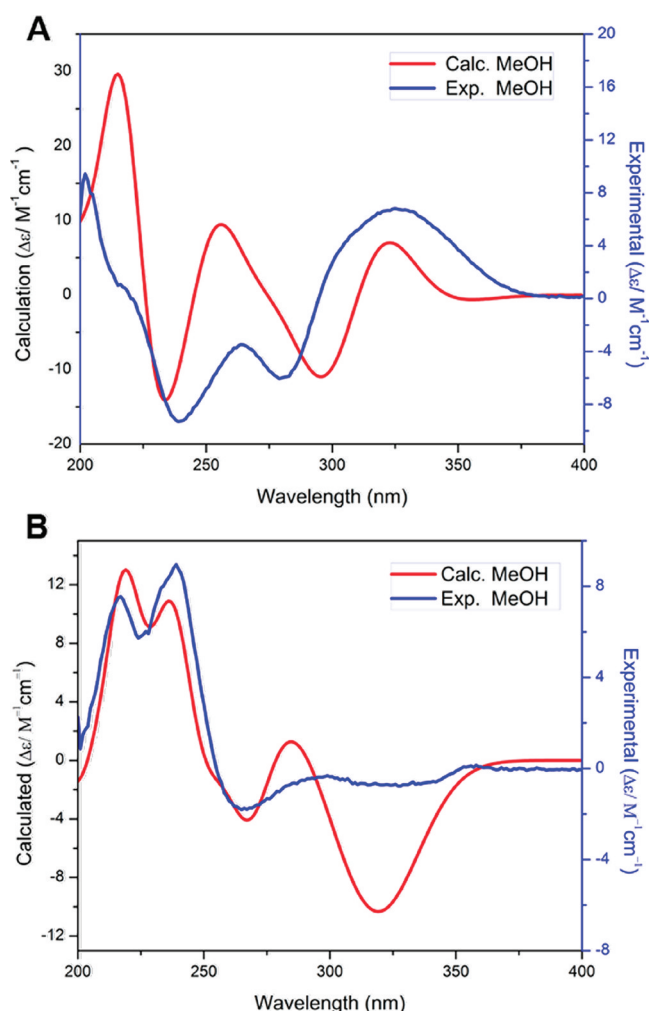 A
Calc. MeOH
Exp. MeOH
Calculation (Δε/ M⁻¹cm⁻¹)
30
20
10
0
-10
-20
Experimental (Δε/ M⁻¹cm⁻¹)
20
16
12
8
4
0
-4
-8
200 250 300 350 400
Wavelength (nm)
B
Calc. MeOH
Exp. MeOH
Calculated (Δε/ M⁻¹cm⁻¹)
12
8
4
0
-4
-8
-12
Experimental (Δε/ M⁻¹cm⁻¹)
8
4
0
-4
-8
200 250 300 350 400
Wavelength (nm)